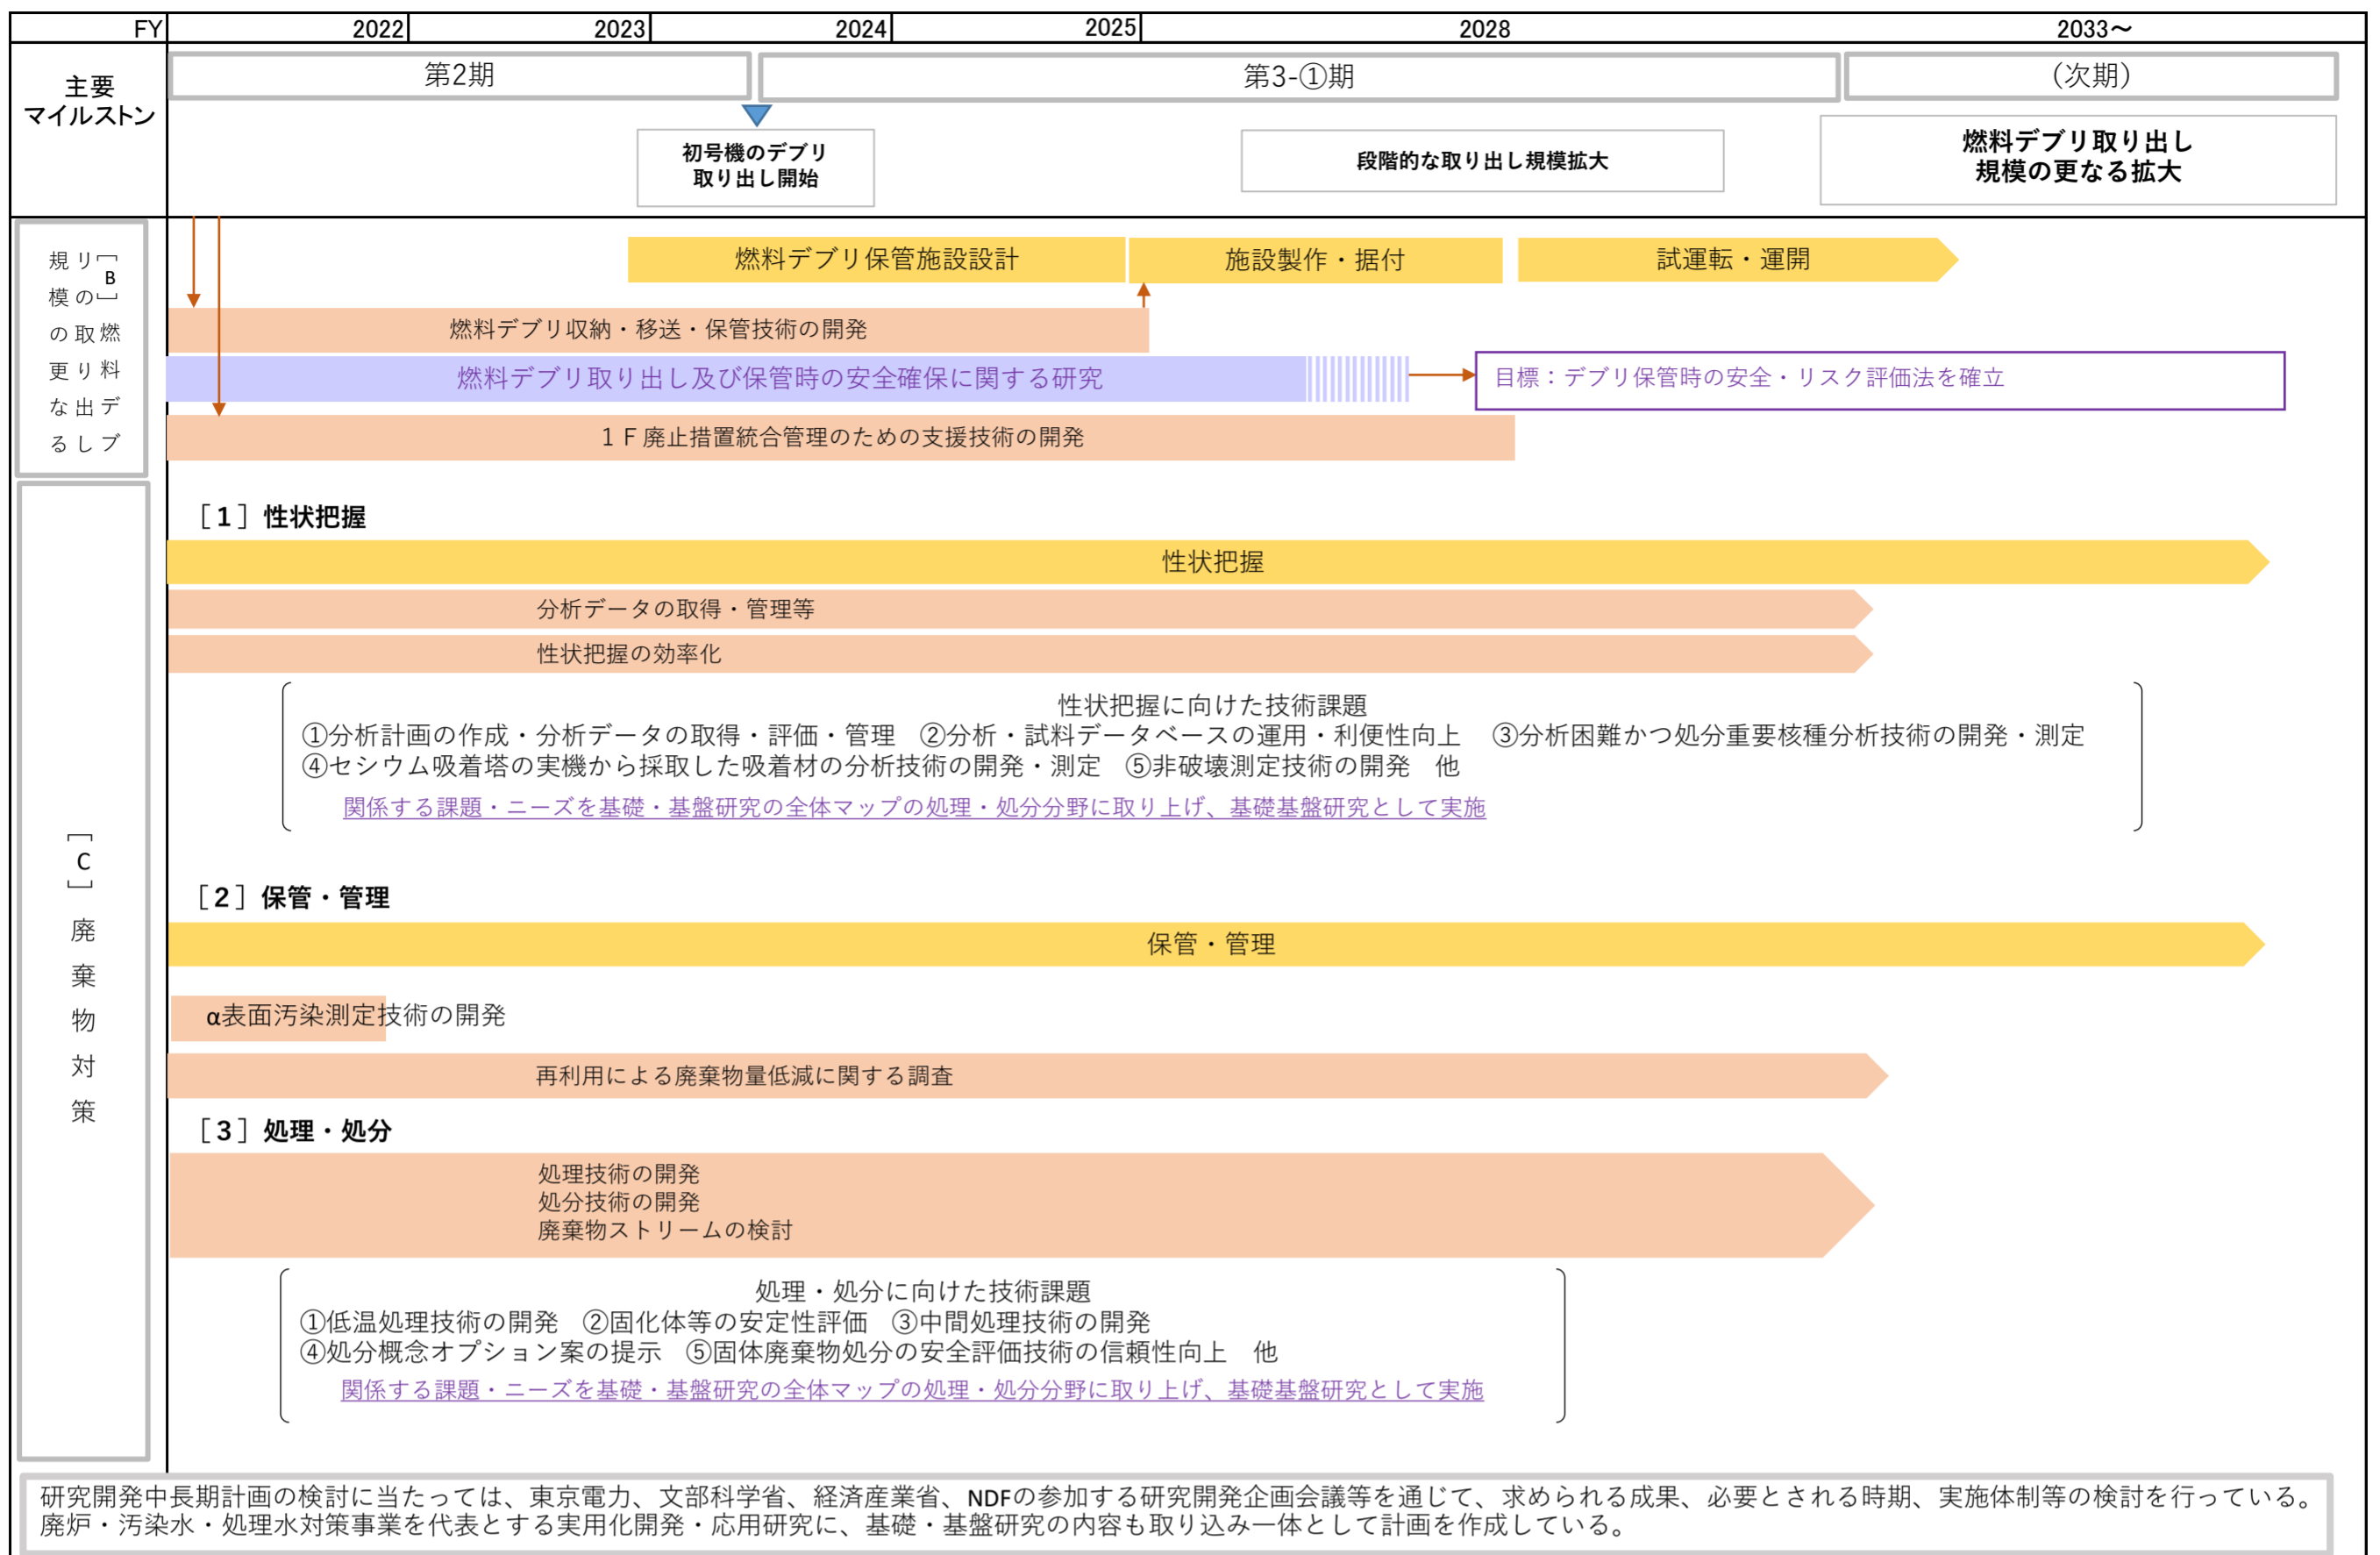 FY 2022 2023 2024 2025 2028 2033～
主要
マイルストン
第2期 第3-①期 （次期）
初号機のデブリ
取り出し開始
段階的な取り出し規模拡大
燃料デブリ取り出し
規模の更なる拡大
［B］燃料デブ
リの取り出し
規模の更なる
燃料デブリ保管施設設計 施設製作・据付 試運転・運開
燃料デブリ収納・移送・保管技術の開発
燃料デブリ取り出し及び保管時の安全確保に関する研究 目標：デブリ保管時の安全・リスク評価法を確立
１Ｆ廃止措置統合管理のための支援技術の開発
［C］廃棄物対策
［１］性状把握
性状把握
分析データの取得・管理等
性状把握の効率化
性状把握に向けた技術課題
①分析計画の作成・分析データの取得・評価・管理　②分析・試料データベースの運用・利便性向上　③分析困難かつ処分重要核種分析技術の開発・測定
④セシウム吸着塔の実機から採取した吸着材の分析技術の開発・測定　⑤非破壊測定技術の開発　他
関係する課題・ニーズを基礎・基盤研究の全体マップの処理・処分分野に取り上げ、基礎基盤研究として実施
［２］保管・管理
保管・管理
α表面汚染測定技術の開発
再利用による廃棄物量低減に関する調査
［３］処理・処分
処理技術の開発
処分技術の開発
廃棄物ストリームの検討
処理・処分に向けた技術課題
①低温処理技術の開発　②固化体等の安定性評価　③中間処理技術の開発
④処分概念オプション案の提示　⑤固体廃棄物処分の安全評価技術の信頼性向上　他
関係する課題・ニーズを基礎・基盤研究の全体マップの処理・処分分野に取り上げ、基礎基盤研究として実施
研究開発中長期計画の検討に当たっては、東京電力、文部科学省、経済産業省、NDFの参加する研究開発企画会議等を通じて、求められる成果、必要とされる時期、実施体制等の検討を行っている。
廃炉・汚染水・処理水対策事業を代表とする実用化開発・応用研究に、基礎・基盤研究の内容も取り込み一体として計画を作成している。